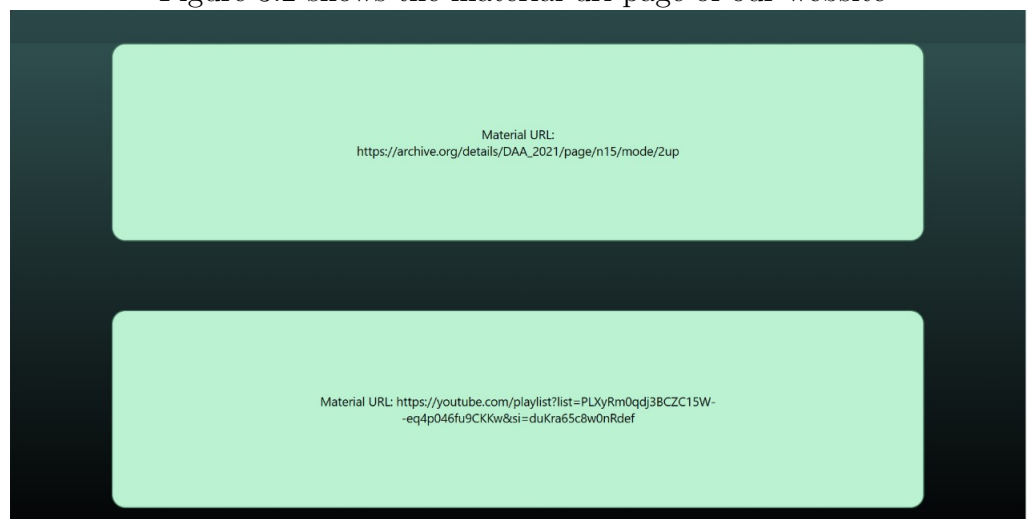 Figure 5.2 shows the material url page of our website
Material URL:
https://archive.org/details/DAA_2021/page/n15/mode/2up
Material URL: https://youtube.com/playlist?list=PLXyRm0qdj3BCZC15W-
-eq4p046fu9CKKw&si=duKra65c8w0nRdef